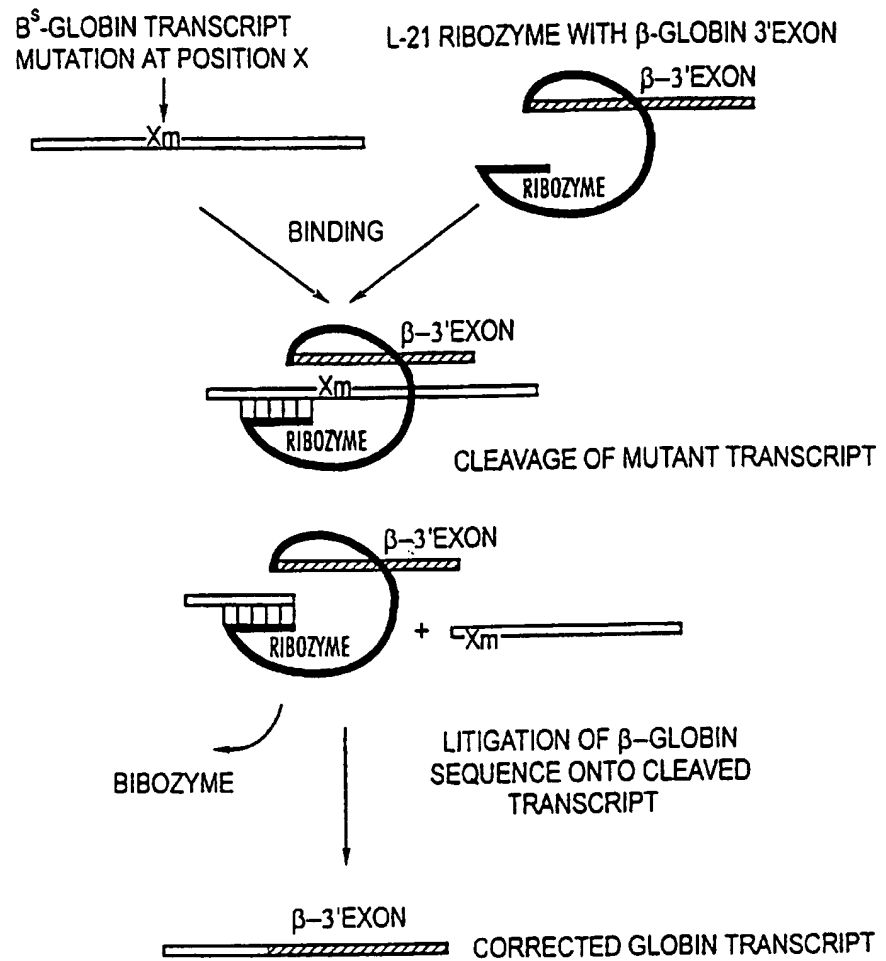 Bˢ-GLOBIN TRANSCRIPT
MUTATION AT POSITION X
L-21 RIBOZYME WITH β-GLOBIN 3'EXON
β–3'EXON
Xm
RIBOZYME
BINDING
β–3'EXON
Xm
RIBOZYME
CLEAVAGE OF MUTANT TRANSCRIPT
β–3'EXON
RIBOZYME
+
Xm
LITIGATION OF β–GLOBIN
SEQUENCE ONTO CLEAVED
TRANSCRIPT
BIBOZYME
β–3'EXON
CORRECTED GLOBIN TRANSCRIPT